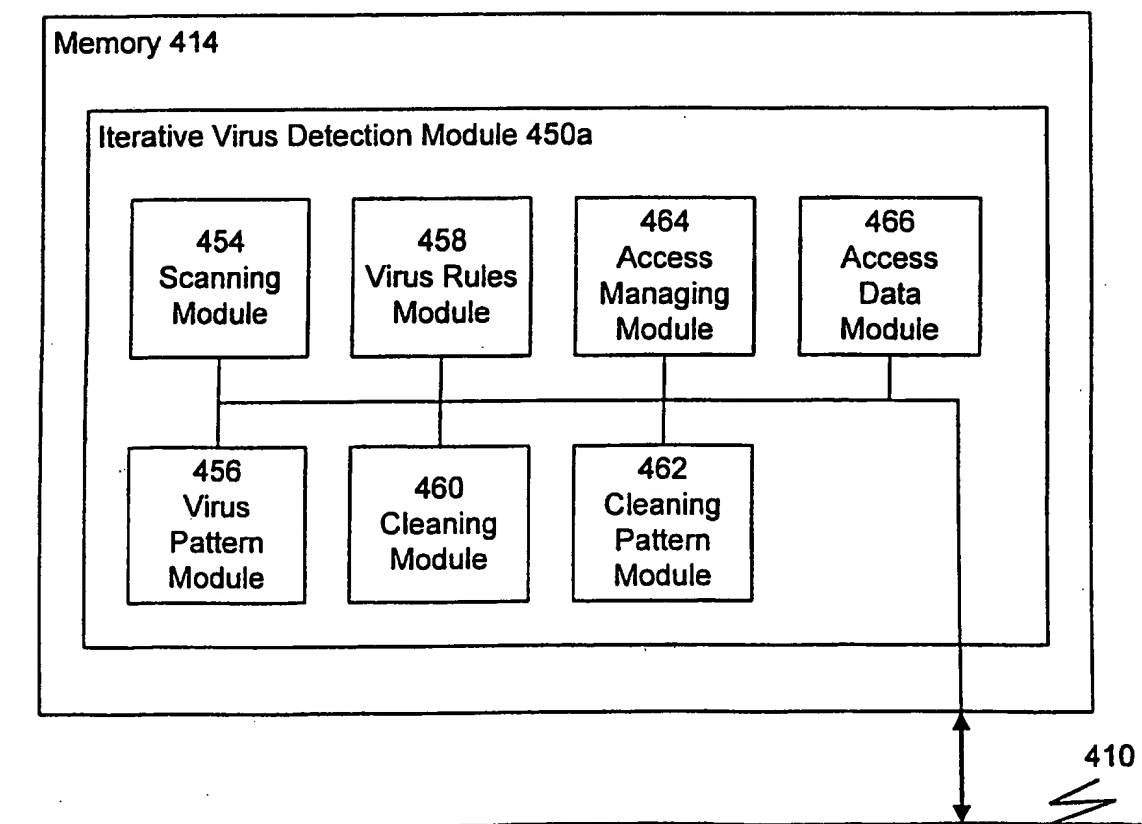 Memory 414
Iterative Virus Detection Module 450a
454
Scanning
Module
458
Virus Rules
Module
464
Access
Managing
Module
466
Access
Data
Module
456
Virus
Pattern
Module
460
Cleaning
Module
462
Cleaning
Pattern
Module
410